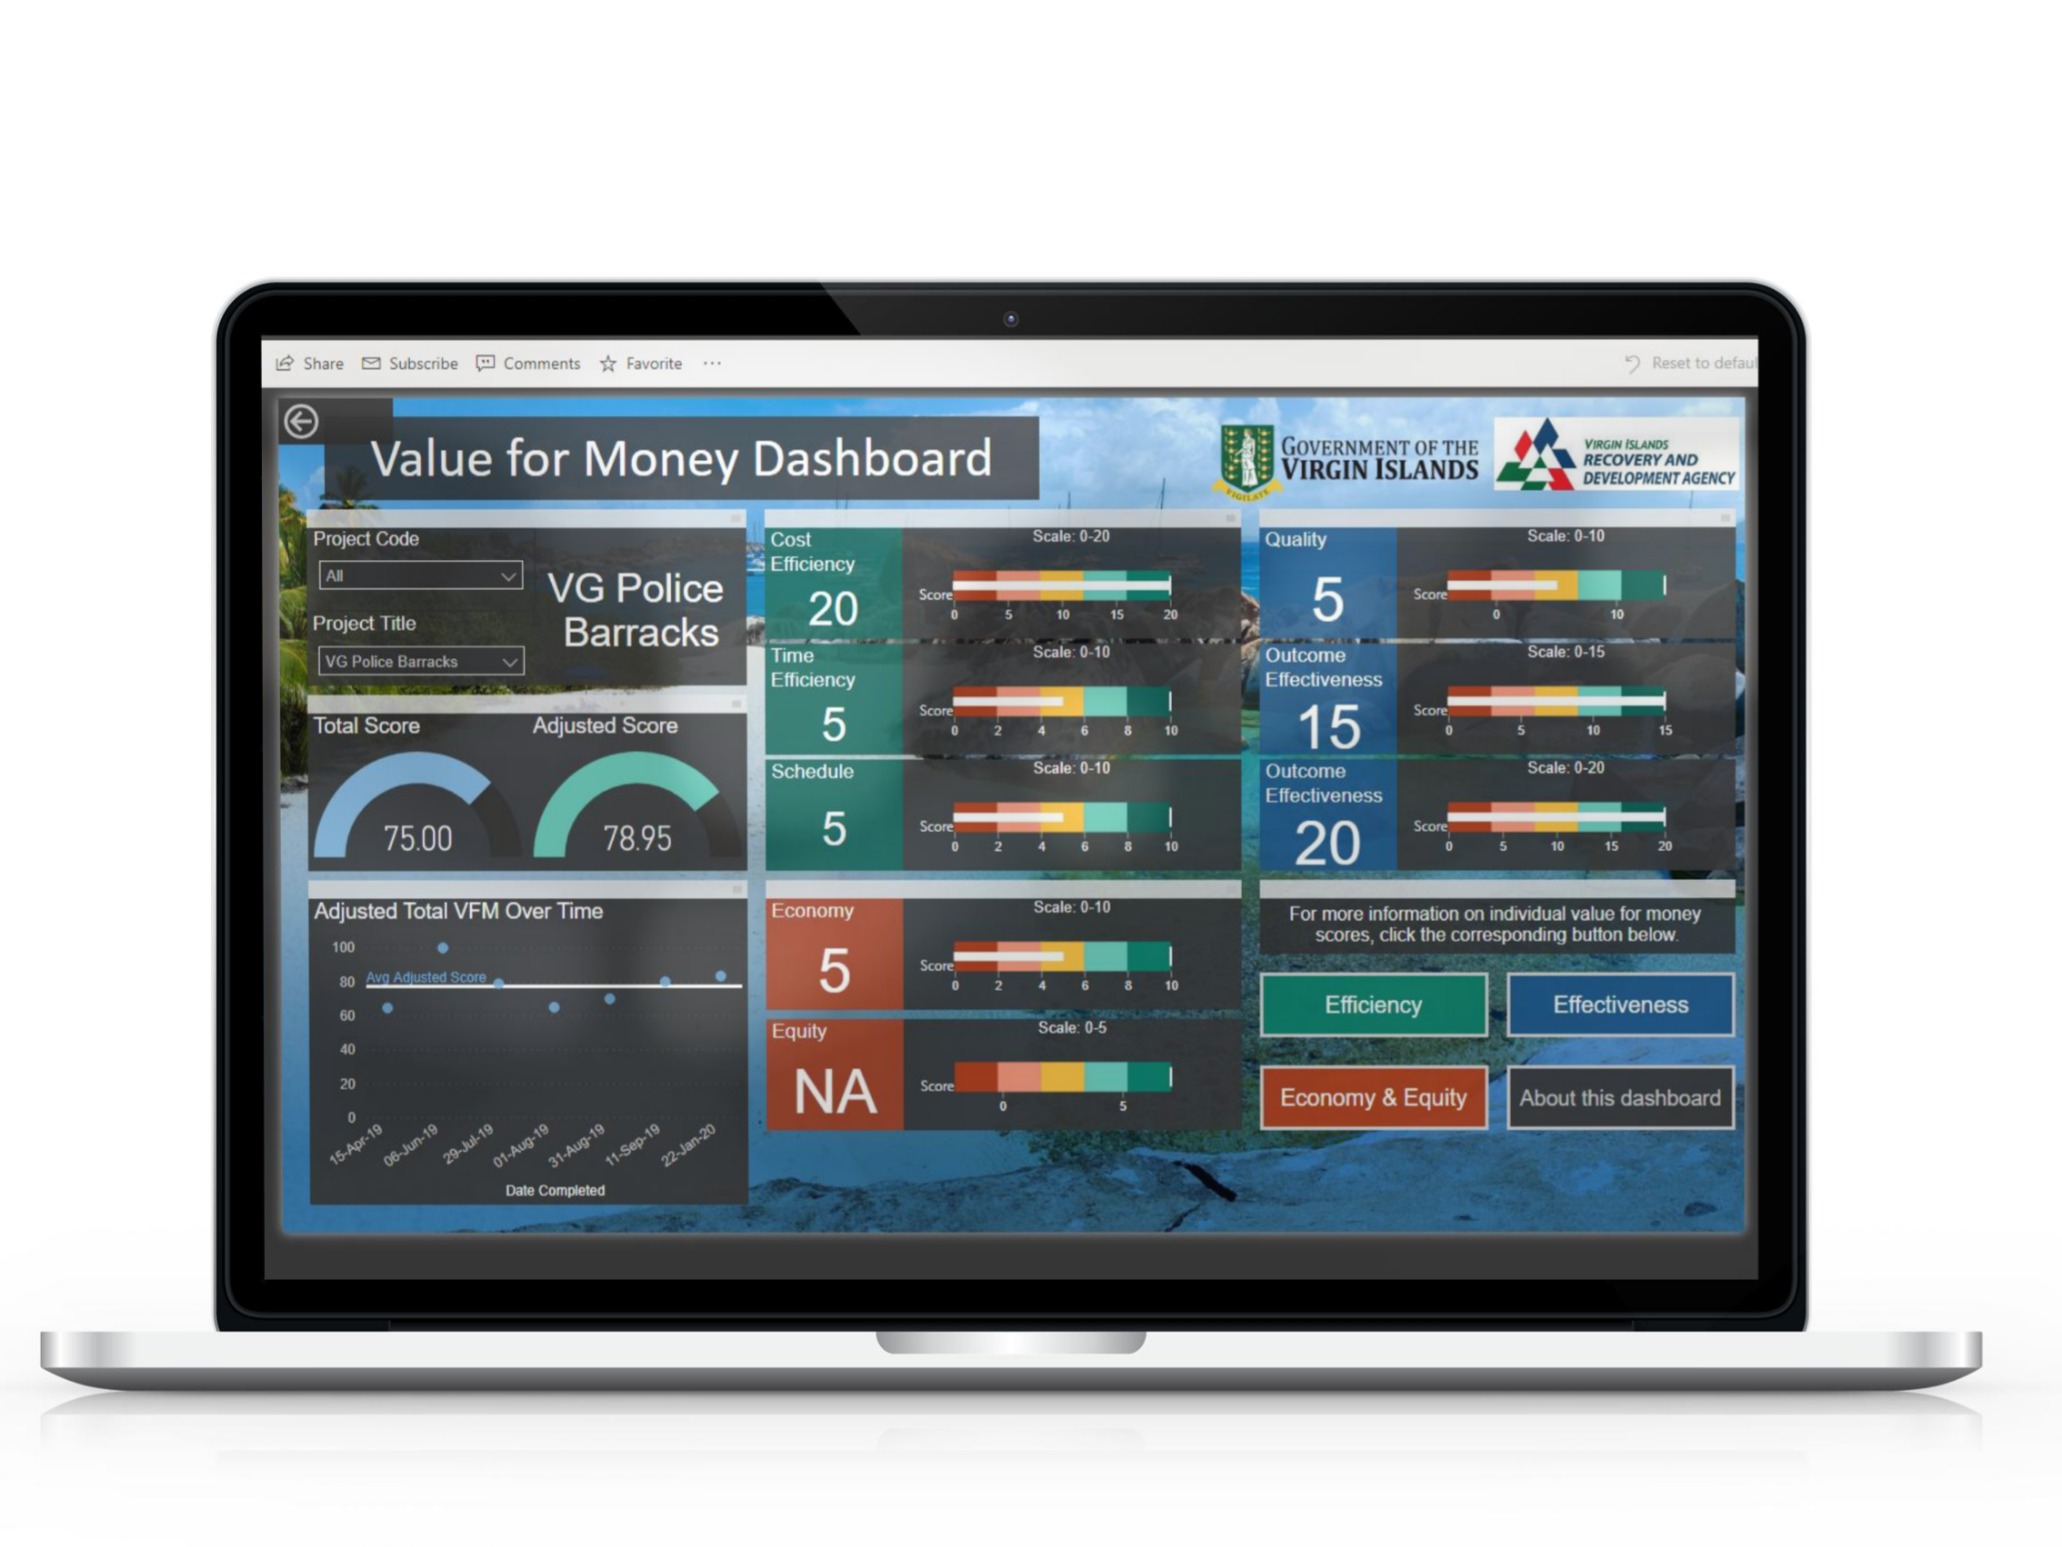 Share Subscribe Comments Favorite ...
Reset to defaul
Value for Money Dashboard
VIGILATE
GOVERNMENT OF THE
VIRGIN ISLANDS
VIRGIN ISLANDS
RECOVERY AND
DEVELOPMENT AGENCY
Project Code
All
Project Title
VG Police Barracks
VG Police
Barracks
Total Score
75.00
Adjusted Score
78.95
Adjusted Total VFM Over Time
100
80
60
40
20
0
Avg Adjusted Score
15-Apr-19 06-Jun-19 29-Jul-19 01-Aug-19 31-Aug-19 11-Sep-19 22-Jan-20
Date Completed
Cost
Efficiency
20
Scale: 0-20
Score
0 5 10 15 20
Time
Efficiency
5
Scale: 0-10
Score
0 2 4 6 8 10
Schedule
5
Scale: 0-10
Score
0 2 4 6 8 10
Economy
5
Scale: 0-10
Score
0 2 4 6 8 10
Equity
NA
Scale: 0-5
Score
0 5
Quality
5
Scale: 0-10
Score
0 10
Outcome
Effectiveness
15
Scale: 0-15
Score
0 5 10 15
Outcome
Effectiveness
20
Scale: 0-20
Score
0 5 10 15 20
For more information on individual value for money
scores, click the corresponding button below.
Efficiency
Effectiveness
Economy & Equity
About this dashboard